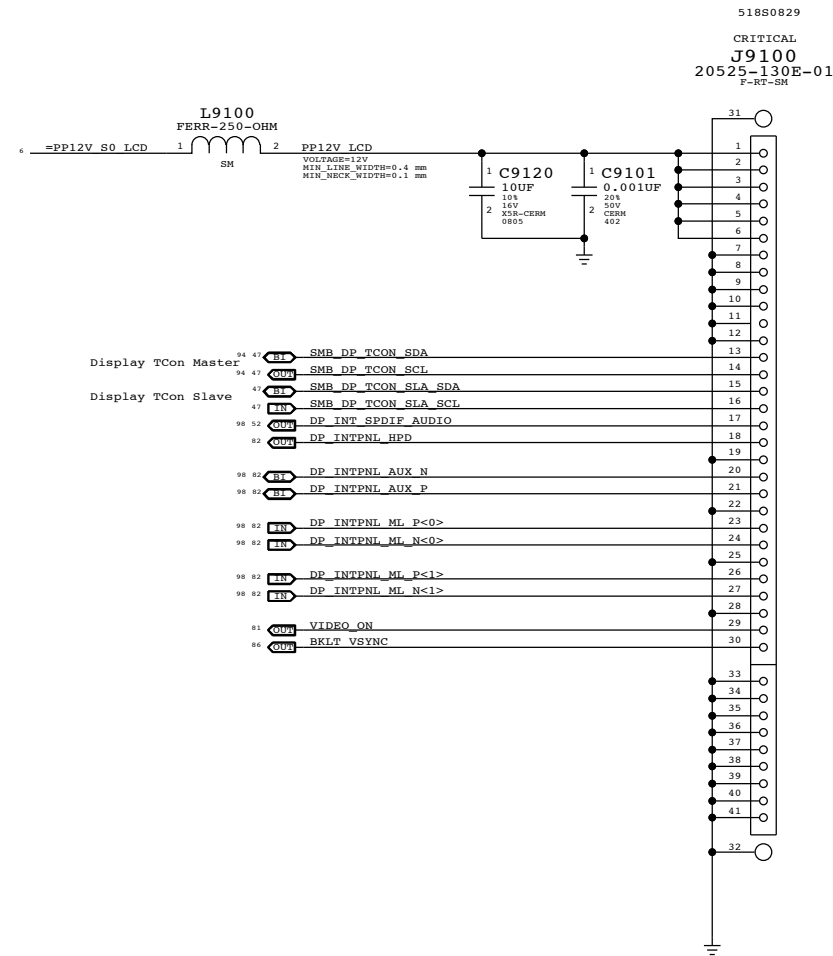 518S0829
CRITICAL
J9100
20525-130E-01
F-RT-SM
31
L9100
FERR-250-OHM
6 =PP12V_S0_LCD 1 2 PP12V_LCD 1
SM
VOLTAGE=12V
MIN_LINE_WIDTH=0.4 mm
MIN_NECK_WIDTH=0.1 mm
1 C9120
10UF
10%
16V
X5R-CERM
0805
2
1 C9101
0.001UF
20%
50V
CERM
402
2
2
3
4
5
6
7
8
9
10
11
12
Display TCon Master
94 47 BI SMB_DP_TCON_SDA 13
94 47 OUT SMB_DP_TCON_SCL 14
Display TCon Slave
47 BI SMB_DP_TCON_SLA_SDA 15
47 IN SMB_DP_TCON_SLA_SCL 16
98 52 OUT DP_INT_SPDIF_AUDIO 17
82 OUT DP_INTPNL_HPD 18
19
98 82 BI DP_INTPNL_AUX_N 20
98 82 BI DP_INTPNL_AUX_P 21
22
98 82 IN DP_INTPNL_ML_P<0> 23
98 82 IN DP_INTPNL_ML_N<0> 24
25
98 82 IN DP_INTPNL_ML_P<1> 26
98 82 IN DP_INTPNL_ML_N<1> 27
28
81 OUT VIDEO_ON 29
86 OUT BKLT_VSYNC 30
33
34
35
36
37
38
39
40
41
32